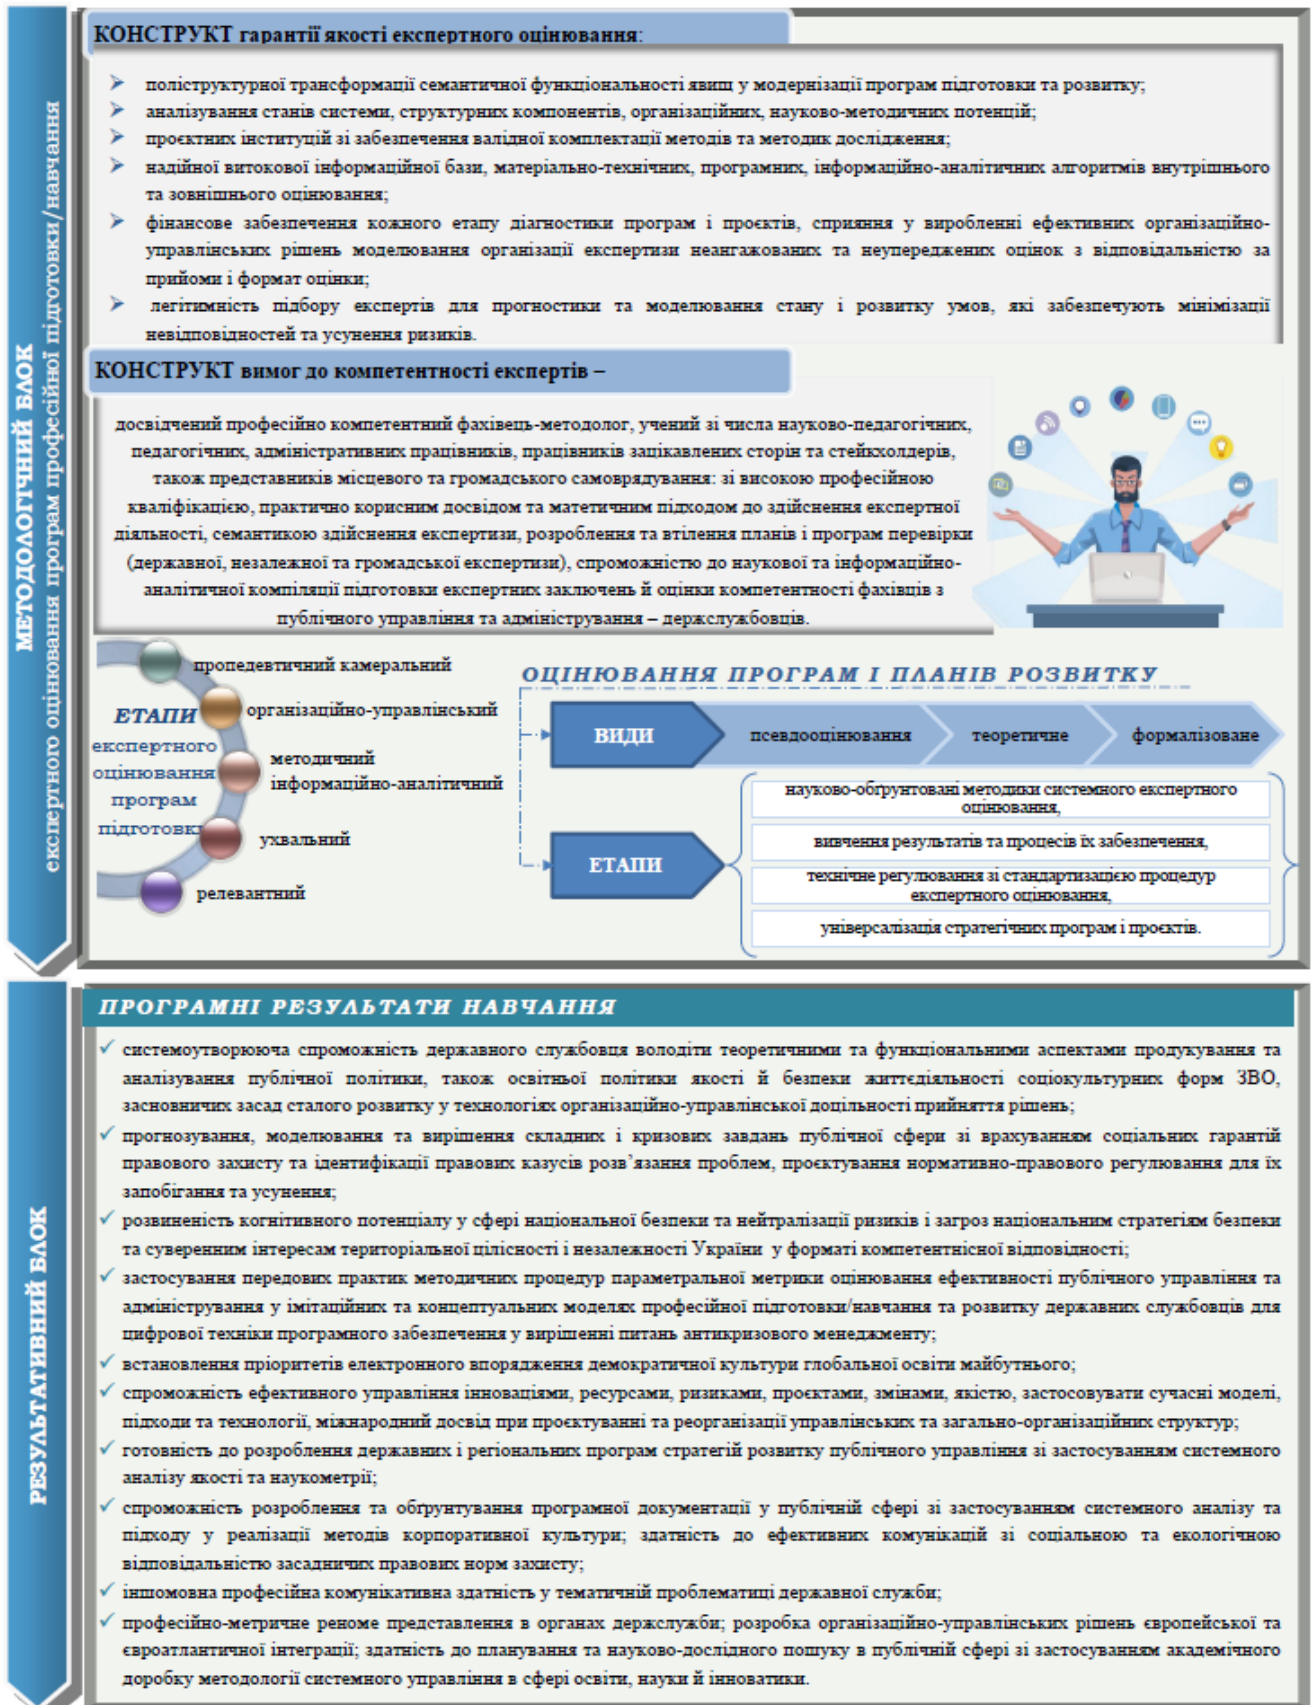 МЕТОДОЛОГІЧНИЙ БЛОК
експертного оцінювання програм професійної підготовки/навчання
КОНСТРУКТ гарантії якості експертного оцінювання:
поліструктурної трансформації семантичної функціональності явищ у модернізації програм підготовки та розвитку;
аналізування станів системи, структурних компонентів, організаційних, науково-методичних потенцій;
проєктних інституцій зі забезпечення валідної комплектації методів та методик дослідження;
надійної витокової інформаційної бази, матеріально-технічних, програмних, інформаційно-аналітичних алгоритмів внутрішнього
та зовнішнього оцінювання;
фінансове забезпечення кожного етапу діагностики програм і проєктів, сприяння у виробленні ефективних організаційно-
управлінських рішень моделювання організації експертизи неангажованих та неупереджених оцінок з відповідальністю за
прийоми і формат оцінки;
легітимність підбору експертів для прогностики та моделювання стану і розвитку умов, які забезпечують мінімізації
невідповідностей та усунення ризиків.
КОНСТРУКТ вимог до компетентності експертів –
досвідчений професійно компетентний фахівець-методолог, учений зі числа науково-педагогічних,
педагогічних, адміністративних працівників, працівників зацікавлених сторін та стейкхолдерів,
також представників місцевого та громадського самоврядування: зі високою професійною
кваліфікацією, практично корисним досвідом та матетичним підходом до здійснення експертної
діяльності, семантикою здійснення експертизи, розроблення та втілення планів і програм перевірки
(державної, незалежної та громадської експертизи), спроможністю до наукової та інформаційно-
аналітичної компіляції підготовки експертних заключень й оцінки компетентності фахівців з
публічного управління та адміністрування – держслужбовців.
ЕТАПИ
експертного
оцінювання
програм
підготовки
пропедевтичний камеральний
організаційно-управлінський
методичний
інформаційно-аналітичний
ухвальний
релевантний
ОЦІНЮВАННЯ ПРОГРАМ І ПЛАНІВ РОЗВИТКУ
ВИДИ
псевдооцінювання
теоретичне
формалізоване
ЕТАПИ
науково-обґрунтовані методики системного експертного
оцінювання,
вивчення результатів та процесів їх забезпечення,
технічне регулювання зі стандартизацією процедур
експертного оцінювання,
універсалізація стратегічних програм і проєктів.
РЕЗУЛЬТАТИВНИЙ БЛОК
ПРОГРАМНІ РЕЗУЛЬТАТИ НАВЧАННЯ
системоутворююча спроможність державного службовця володіти теоретичними та функціональними аспектами продукування та
аналізування публічної політики, також освітньої політики якості й безпеки життєдіяльності соціокультурних форм ЗВО,
засновничих засад сталого розвитку у технологіях організаційно-управлінської доцільності прийняття рішень;
прогнозування, моделювання та вирішення складних і кризових завдань публічної сфери зі врахуванням соціальних гарантій
правового захисту та ідентифікації правових казусів розв’язання проблем, проєктування нормативно-правового регулювання для їх
запобігання та усунення;
розвиненість когнітивного потенціалу у сфері національної безпеки та нейтралізації ризиків і загроз національним стратегіям безпеки
та суверенним інтересам територіальної цілісності і незалежності України у форматі компетентнісної відповідності;
застосування передових практик методичних процедур параметральної метрики оцінювання ефективності публічного управління та
адміністрування у імітаційних та концептуальних моделях професійної підготовки/навчання та розвитку державних службовців для
цифрової техніки програмного забезпечення у вирішенні питань антикризового менеджменту;
встановлення пріоритетів електронного впорядження демократичної культури глобальної освіти майбутнього;
спроможність ефективного управління інноваціями, ресурсами, ризиками, проєктами, змінами, якістю, застосовувати сучасні моделі,
підходи та технології, міжнародний досвід при проєктуванні та реорганізації управлінських та загально-організаційних структур;
готовність до розроблення державних і регіональних програм стратегій розвитку публічного управління зі застосуванням системного
аналізу якості та наукометрії;
спроможність розроблення та обґрунтування програмної документації у публічній сфері зі застосуванням системного аналізу та
підходу у реалізації методів корпоративної культури; здатність до ефективних комунікацій зі соціальною та екологічною
відповідальністю засадничих правових норм захисту;
іншомовна професійна комунікативна здатність у тематичній проблематиці державної служби;
професійно-метричне реноме представлення в органах держслужби; розробка організаційно-управлінських рішень європейської та
євроатлантичної інтеграції; здатність до планування та науково-дослідного пошуку в публічній сфері зі застосуванням академічного
доробку методології системного управління в сфері освіти, науки й інноватики.